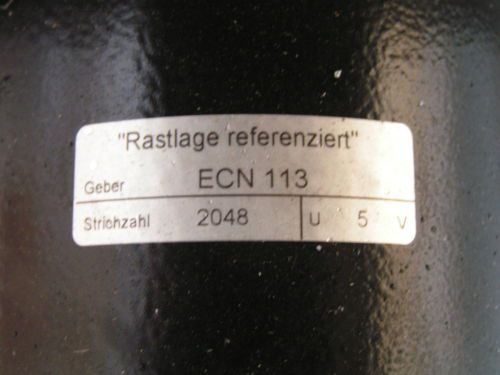 "Rastlage referenziert"
Geber ECN 113
Strichzahl 2048 U 5 V